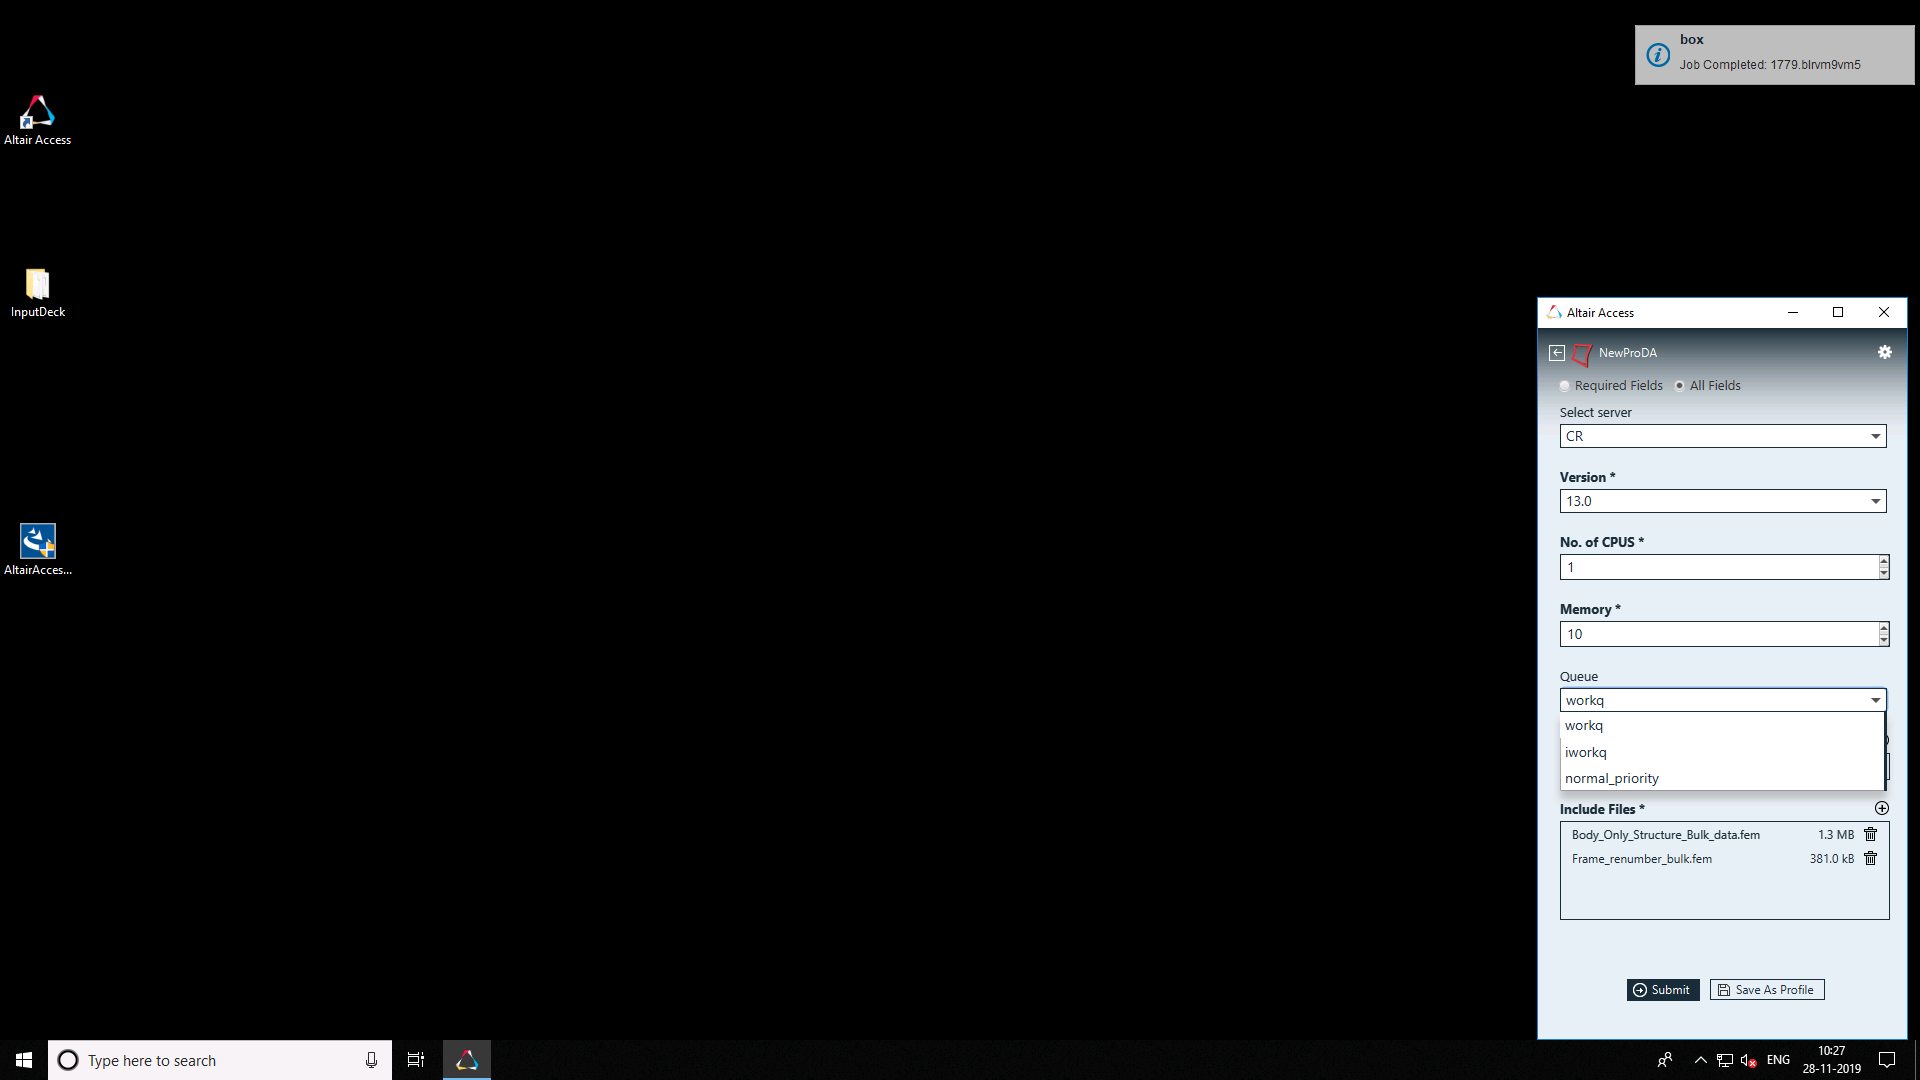 box
Job Completed: 1779.blrvm9vm5
Altair Access
InputDeck
AltairAcces...
Altair Access
NewProDA
Required Fields All Fields
Select server
CR
Version *
13.0
No. of CPUS *
1
Memory *
10
Queue
workq
workq
iworkq
normal_priority
Include Files *
Body_Only_Structure_Bulk_data.fem 1.3 MB
Frame_renumber_bulk.fem 381.0 kB
Submit Save As Profile
Type here to search
ENG
10:27
28-11-2019